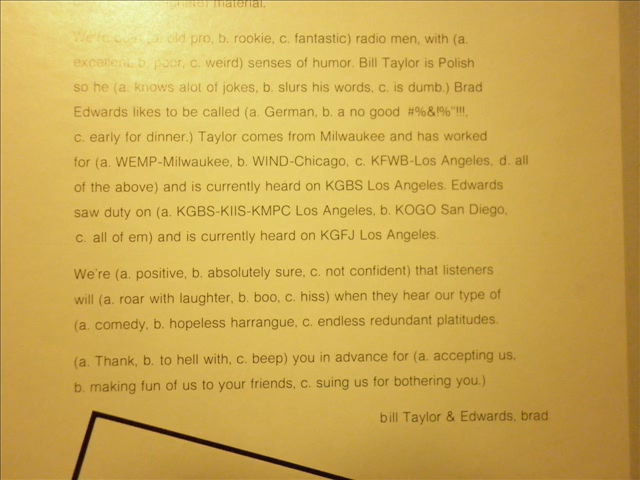 material.
(a. old pro, b. rookie, c. fantastic) radio men, with (a.
excellent, b. poor, c. weird) senses of humor. Bill Taylor is Polish
so he (a. knows alot of jokes, b. slurs his words, c. is dumb.) Brad
Edwards likes to be called (a. German, b. a no good #%&!%"!!!,
c. early for dinner.) Taylor comes from Milwaukee and has worked
for (a. WEMP-Milwaukee, b. WIND-Chicago, c. KFWB-Los Angeles, d. all
of the above) and is currently heard on KGBS Los Angeles. Edwards
saw duty on (a. KGBS-KIIS-KMPC Los Angeles, b. KOGO San Diego,
c. all of em) and is currently heard on KGFJ Los Angeles.
We're (a. positive, b. absolutely sure, c. not confident) that listeners
will (a. roar with laughter, b. boo, c. hiss) when they hear our type of
(a. comedy, b. hopeless harrangue, c. endless redundant platitudes.
(a. Thank, b. to hell with, c. beep) you in advance for (a. accepting us,
b. making fun of us to your friends, c. suing us for bothering you.)
bill Taylor & Edwards, brad